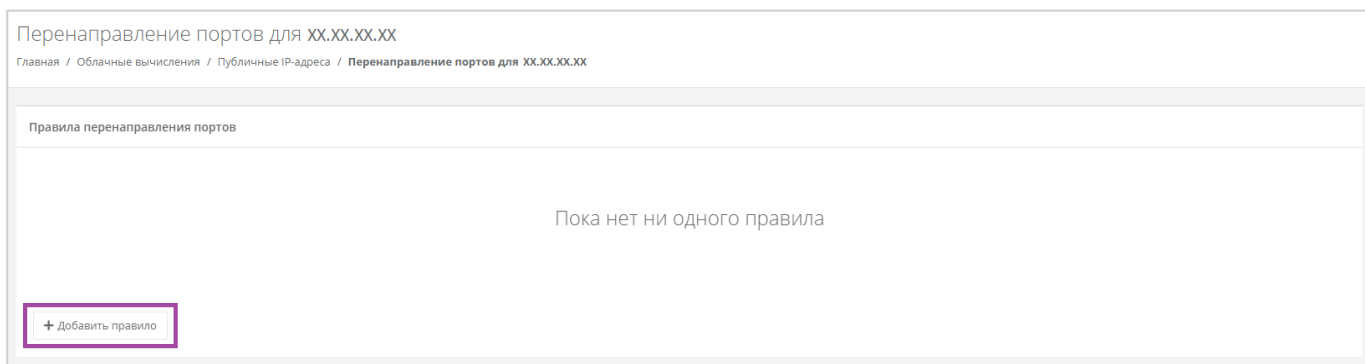 Перенаправление портов для XX.XX.XX.XX
Главная / Облачные вычисления / Публичные IP-адреса / Перенаправление портов для XX.XX.XX.XX
Правила перенаправления портов
Пока нет ни одного правила
+ Добавить правило